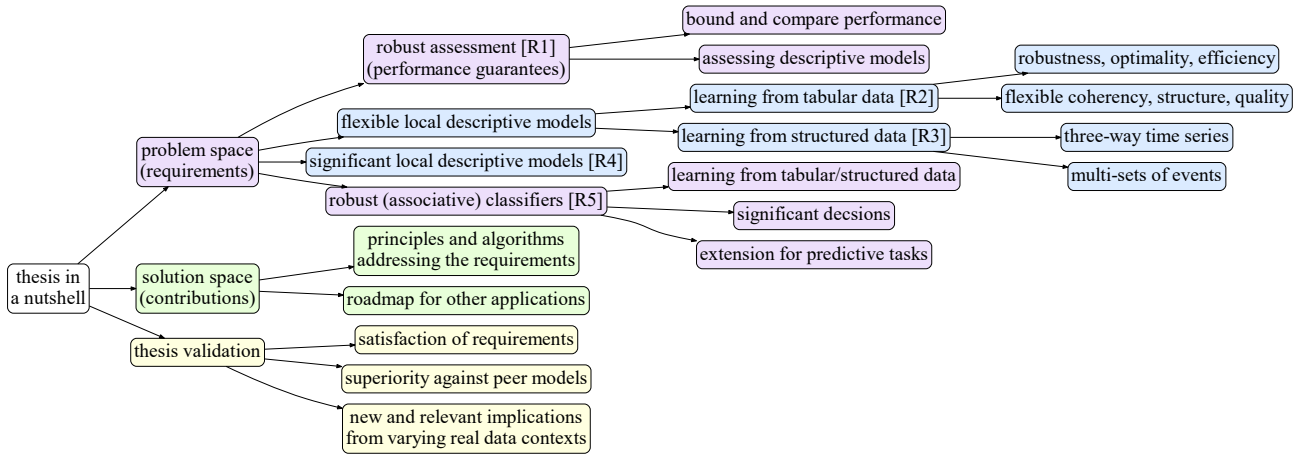 bound and compare performance
robust assessment [R1]
(performance guarantees)
assessing descriptive models
robustness, optimality, efficiency
learning from tabular data [R2]
flexible coherency, structure, quality
flexible local descriptive models
learning from structured data [R3]
three-way time series
problem space
(requirements)
significant local descriptive models [R4]
multi-sets of events
learning from tabular/structured data
robust (associative) classifiers [R5]
significant decsions
principles and algorithms
addressing the requirements
extension for predictive tasks
thesis in
a nutshell
solution space
(contributions)
roadmap for other applications
satisfaction of requirements
thesis validation
superiority against peer models
new and relevant implications
from varying real data contexts